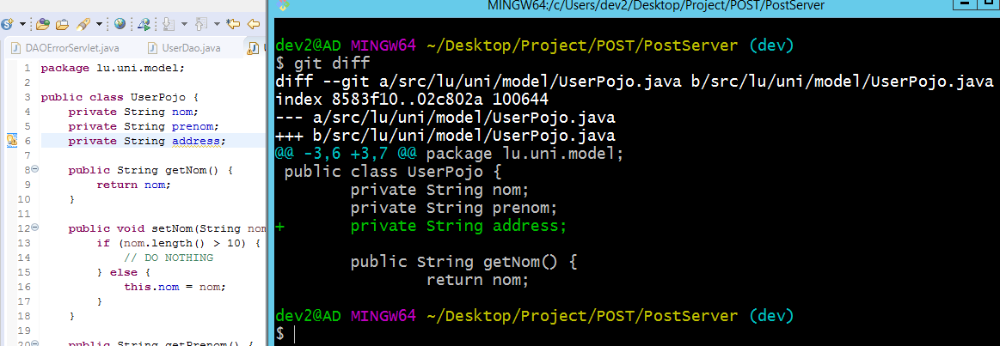 DAOErrorServlet.java
UserDao.java
1 package lu.uni.model;
2
3 public class UserPojo {
4 private String nom;
5 private String prenom;
6 private String address;
7
8 public String getNom() {
9 return nom;
10 }
11
12 public void setNom(String nom
13 if (nom.length() > 10) {
14 // DO NOTHING
15 } else {
16 this.nom = nom;
17 }
18 }
19
20 public String getPrenom() {
MINGW64:/c/Users/dev2/Desktop/Project/POST/PostServer
dev2@AD MINGW64 ~/Desktop/Project/POST/PostServer (dev)
$ git diff
diff --git a/src/lu/uni/model/UserPojo.java b/src/lu/uni/model/UserPojo.java
index 8583f10..02c802a 100644
--- a/src/lu/uni/model/UserPojo.java
+++ b/src/lu/uni/model/UserPojo.java
@@ -3,6 +3,7 @@ package lu.uni.model;
public class UserPojo {
private String nom;
private String prenom;
+ private String address;
public String getNom() {
return nom;
dev2@AD MINGW64 ~/Desktop/Project/POST/PostServer (dev)
$